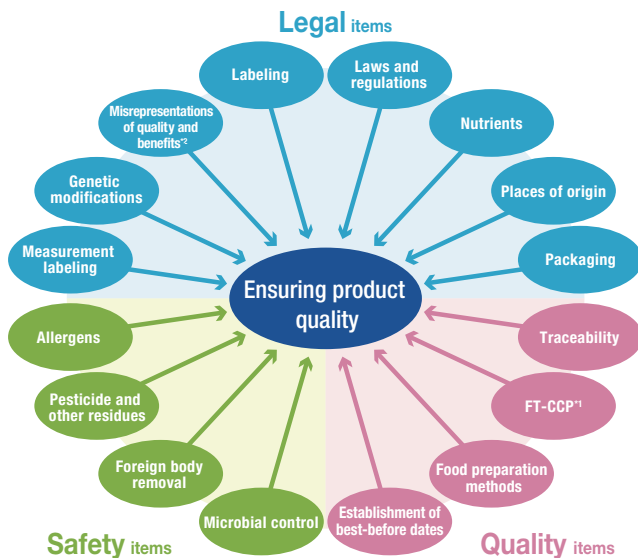 Legal items
Labeling
Laws and
regulations
Misrepresentations
of quality and
benefits*2
Nutrients
Genetic
modifications
Places of origin
Measurement
labeling
Packaging
Ensuring product
quality
Allergens
Traceability
Pesticide and
other residues
FT-CCP*1
Foreign body
removal
Food preparation
methods
Microbial control
Establishment of
best-before dates
Safety items
Quality items